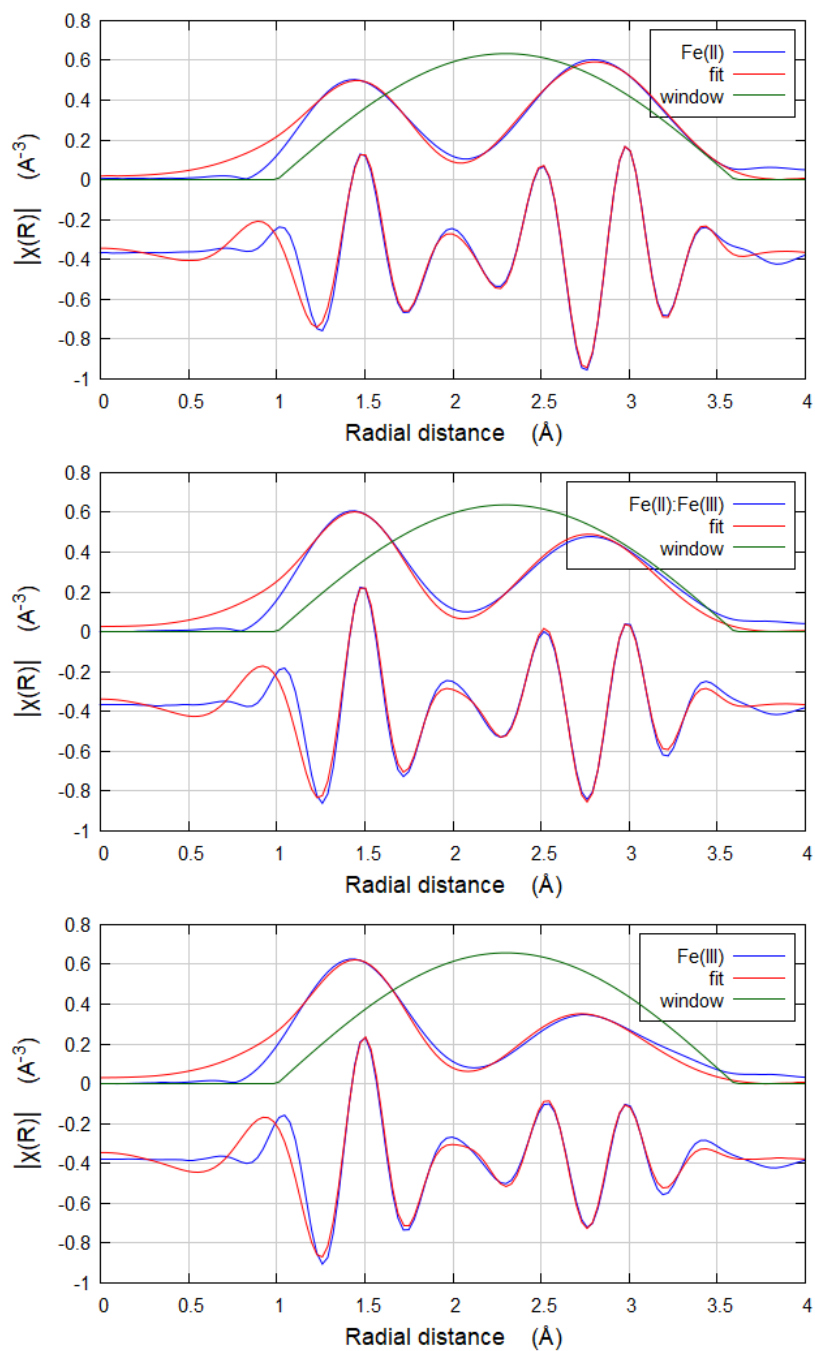 0.8
0.6
0.4
0.2
0
-0.2
-0.4
-0.6
-0.8
-1
|χ(R)| (A⁻³)
Fe(II)
fit
window
0 0.5 1 1.5 2 2.5 3 3.5 4
Radial distance (Å)
0.8
0.6
0.4
0.2
0
-0.2
-0.4
-0.6
-0.8
-1
|χ(R)| (A⁻³)
Fe(II):Fe(III)
fit
window
0 0.5 1 1.5 2 2.5 3 3.5 4
Radial distance (Å)
0.8
0.6
0.4
0.2
0
-0.2
-0.4
-0.6
-0.8
-1
|χ(R)| (A⁻³)
Fe(III)
fit
window
0 0.5 1 1.5 2 2.5 3 3.5 4
Radial distance (Å)